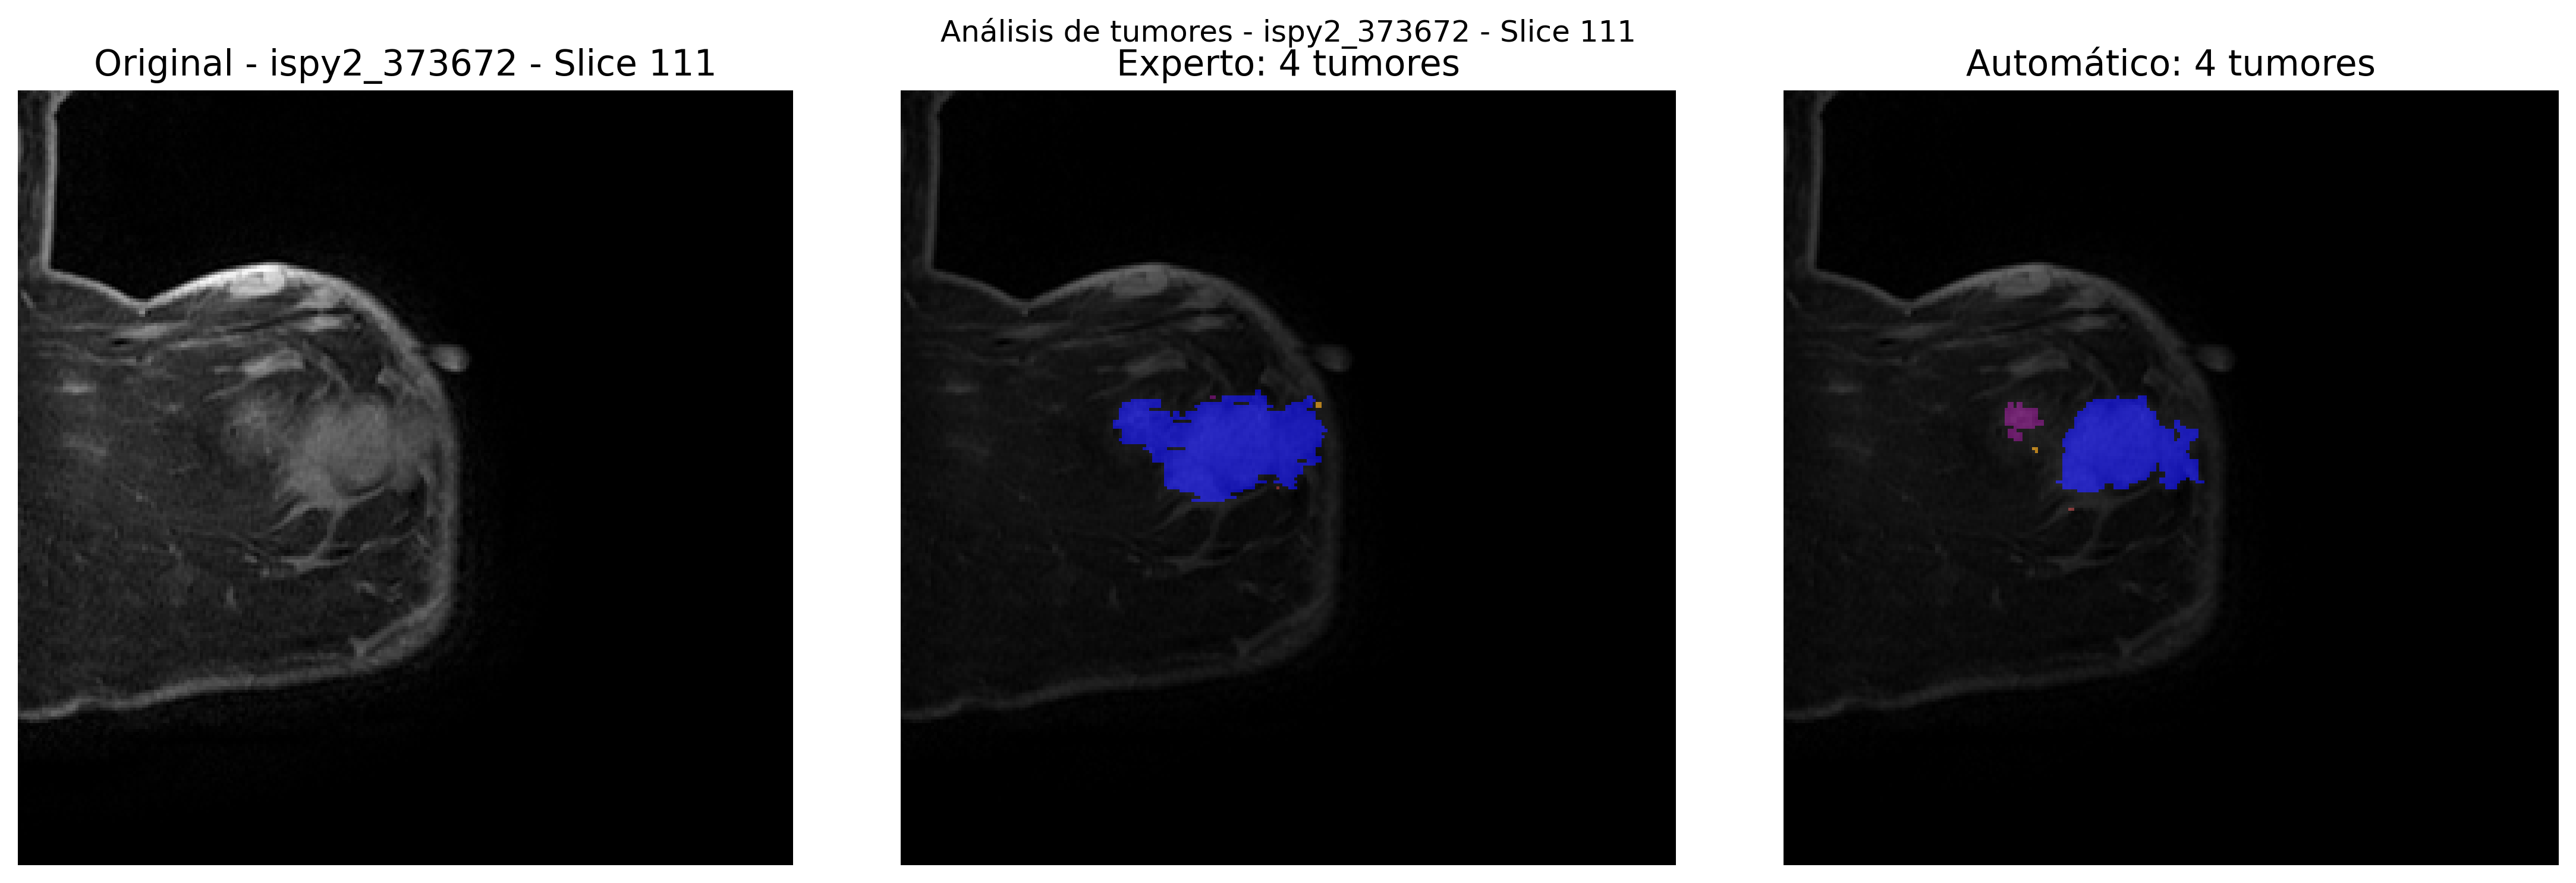 Análisis de tumores - ispy2_373672 - Slice 111
Original - ispy2_373672 - Slice 111
Experto: 4 tumores
Automático: 4 tumores